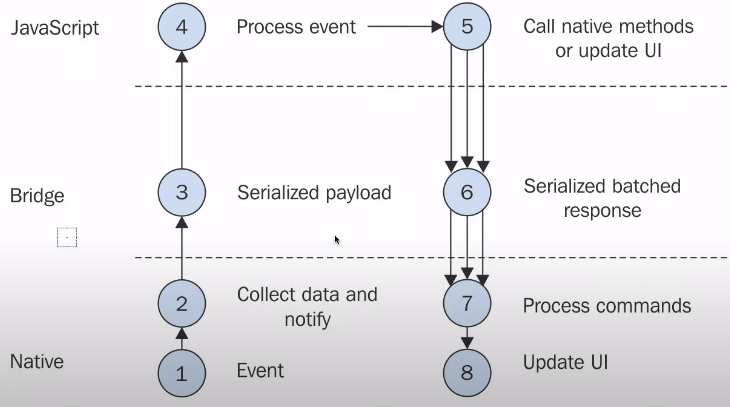 JavaScript
4
Process event
5
Call native methods
or update UI
Bridge
3
Serialized payload
6
Serialized batched
response
2
Collect data and
notify
7
Process commands
Native
1
Event
8
Update UI